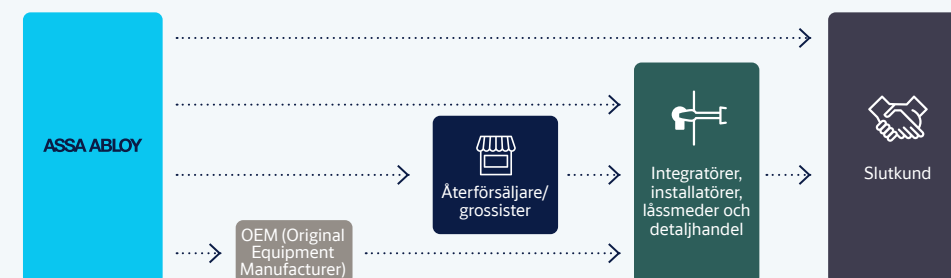 ASSA ABLOY
Återförsäljare/
grossister
OEM (Original
Equipment
Manufacturer)
Integratörer,
installatörer,
låssmeder och
detaljhandel
Slutkund